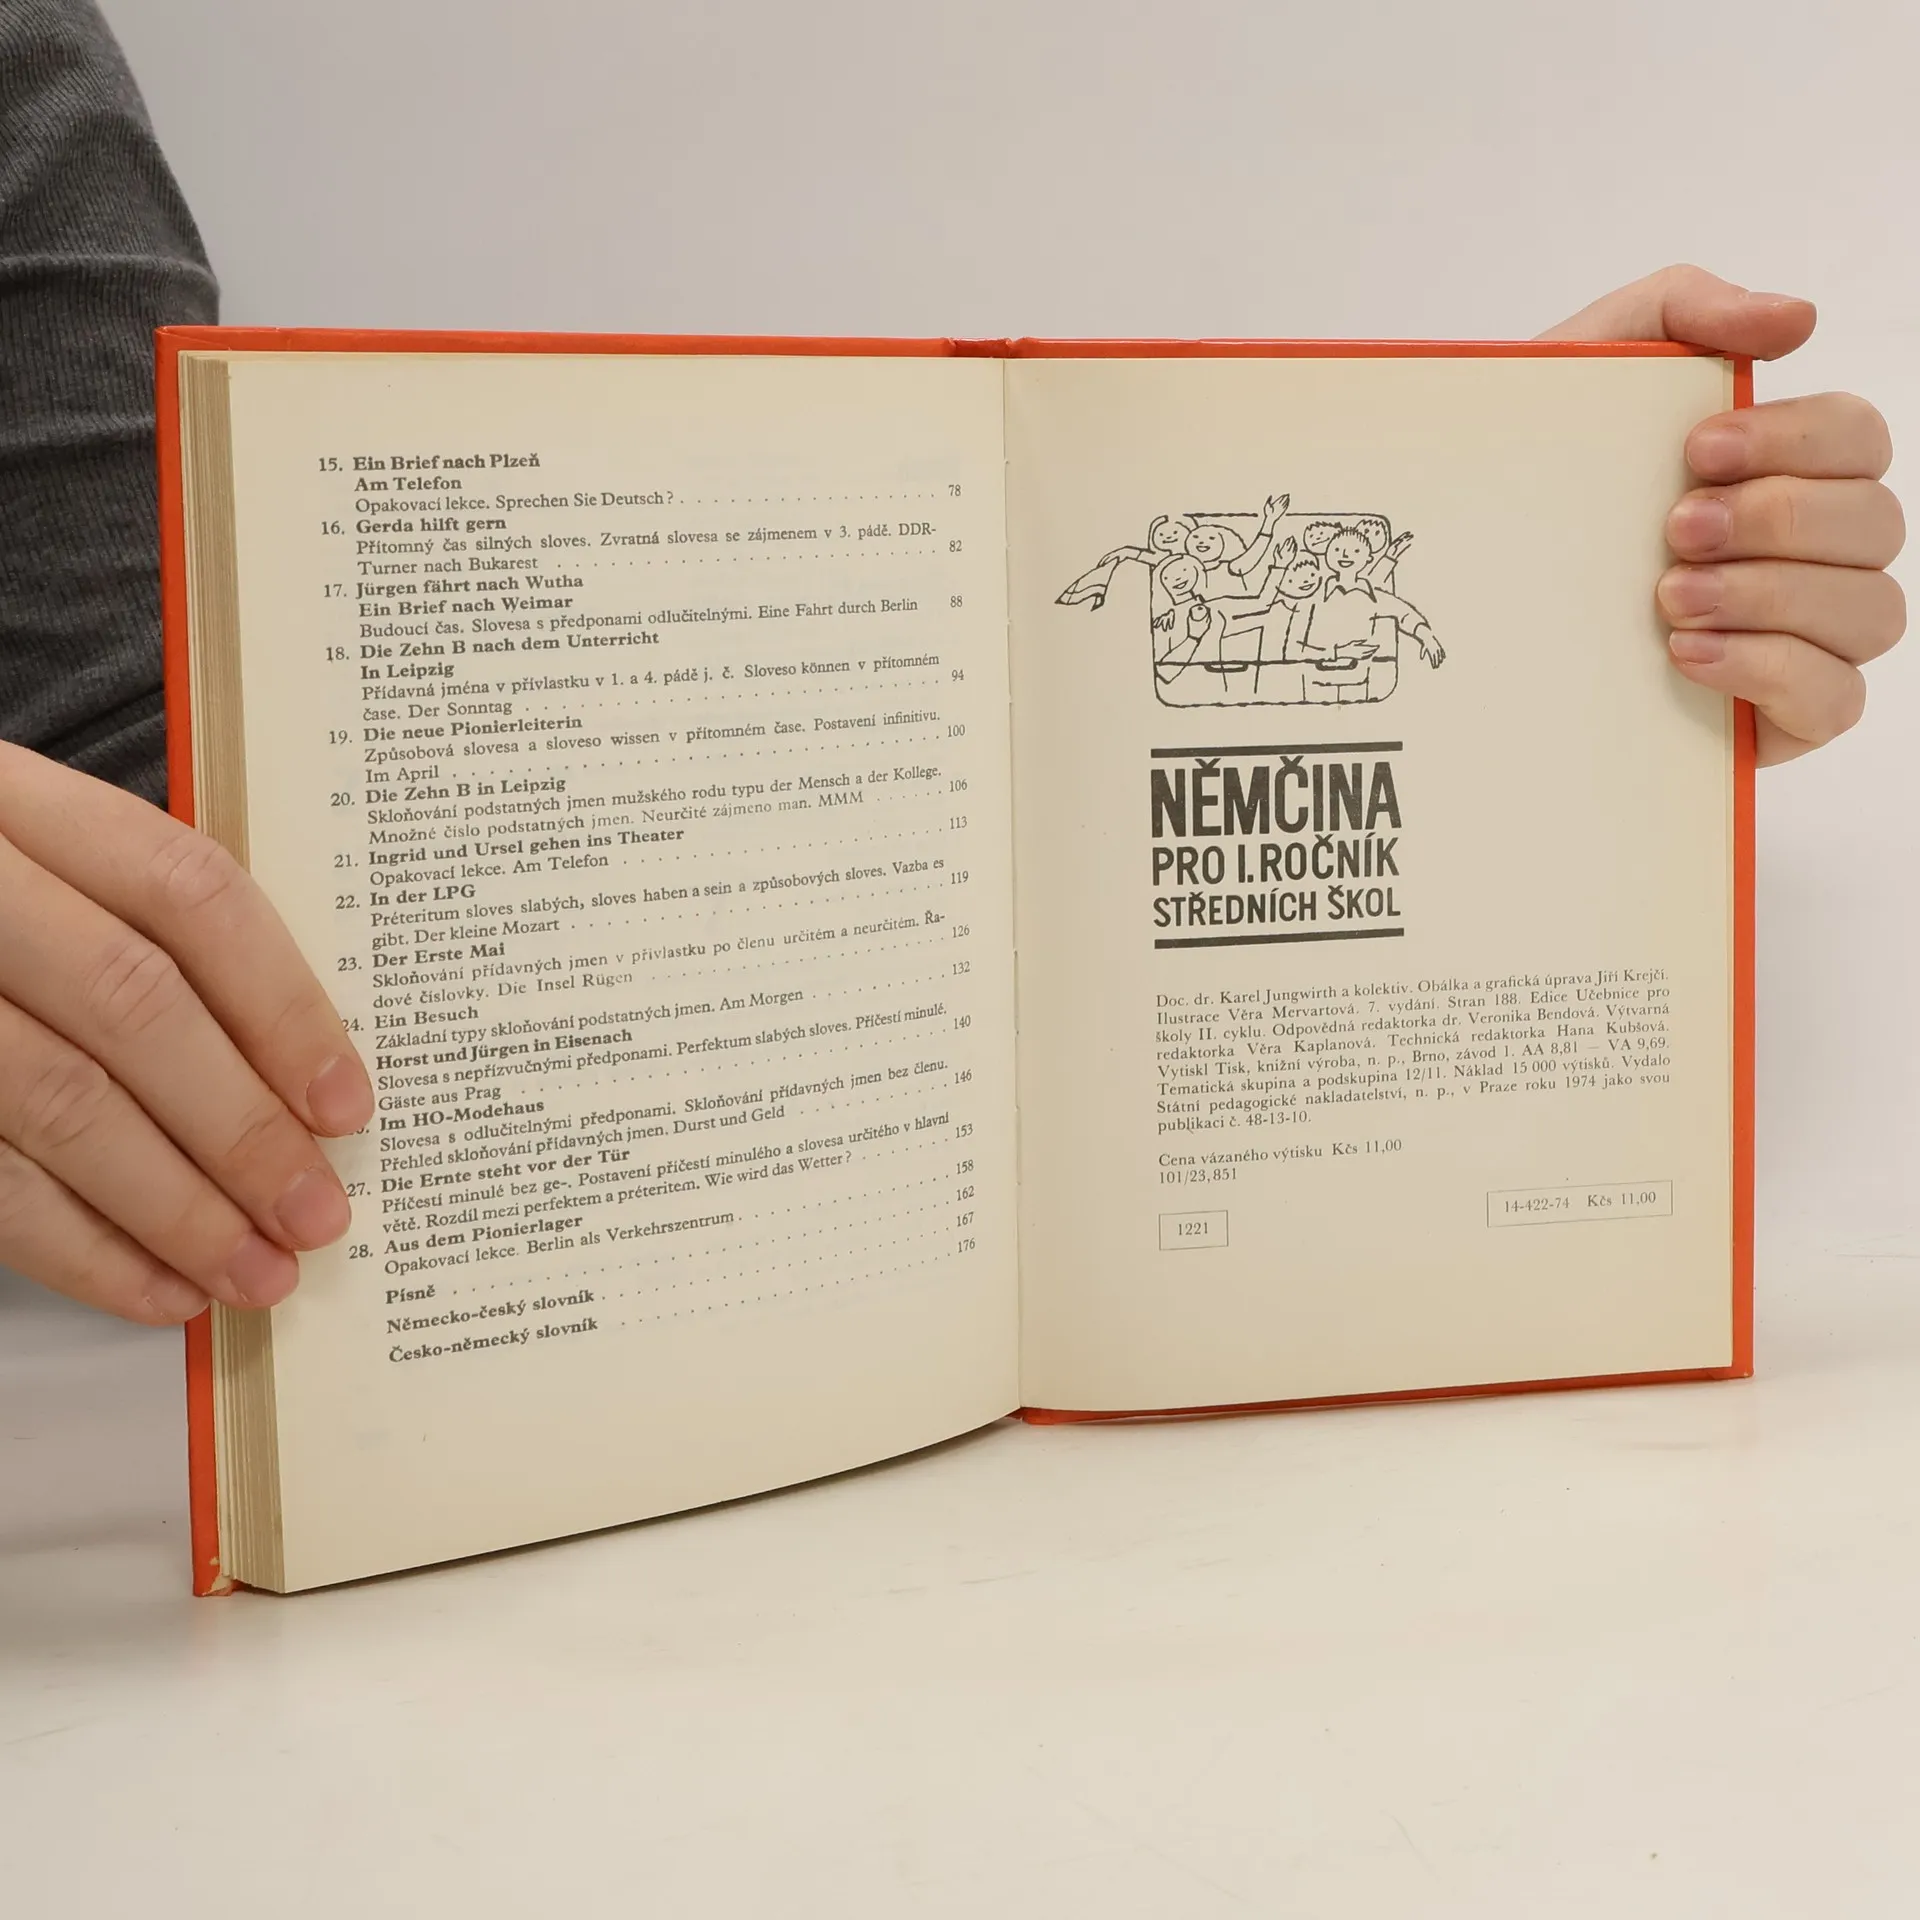 15. Ein Brief nach Plzeň
Am Telefon
Opakovací lekce. Sprechen Sie Deutsch? . . . . . . . . . . . . . . . . 78
16. Gerda hilft gern
Přítomný čas silných sloves. Zvratná slovesa se zájmenem v 3. pádě. DDR-
Turner nach Bukarest . . . . . . . . . . . . . . . . . . . . . . 82
17. Jürgen fährt nach Wutha
Ein Brief nach Weimar
Budoucí čas. Slovesa s předponami odlučitelnými. Eine Fahrt durch Berlin 88
18. Die Zehn B nach dem Unterricht
In Leipzig
Přídavná jména v přívlastku v 1. a 4. pádě j. č. Sloveso können v přítomném
čase. Der Sonntag . . . . . . . . . . . . . . . . . . . . . . . 94
19. Die neue Pionierleiterin
Způsobová slovesa a sloveso wissen v přítomném čase. Postavení infinitivu.
Im April . . . . . . . . . . . . . . . . . . . . . . . . . . . 100
20. Die Zehn B in Leipzig
Skloňování podstatných jmen mužského rodu typu der Mensch a der Kollege.
Množné číslo podstatných jmen. Neurčité zájmeno man. MMM . . . . . . 106
21. Ingrid und Ursel gehen ins Theater
Opakovací lekce. Am Telefon . . . . . . . . . . . . . . . . . . . 113
22. In der LPG
Préteritum sloves slabých, sloves haben a sein a způsobových sloves. Vazba es
gibt. Der kleine Mozart . . . . . . . . . . . . . . . . . . . . . 119
23. Der Erste Mai
Skloňování přídavných jmen v přívlastku po členu určitém a neurčitém. Řa-
dové číslovky. Die Insel Rügen . . . . . . . . . . . . . . . . . . 126
24. Ein Besuch
Základní typy skloňování podstatných jmen. Am Morgen . . . . . . . . . 132
Horst und Jürgen in Eisenach
Slovesa s nepřízvučnými předponami. Perfektum slabých sloves. Příčestí minulé.
Gäste aus Prag . . . . . . . . . . . . . . . . . . . . . . . . 140
Im HO-Modehaus
Slovesa s odlučitelnými předponami. Skloňování přídavných jmen bez členu.
Přehled skloňování přídavných jmen. Durst und Geld . . . . . . . . . . 146
27. Die Ernte steht vor der Tür
Příčestí minulé bez ge-. Postavení příčestí minulého a slovesa určitého v hlavní
větě. Rozdíl mezi perfektem a préteritem. Wie wird das Wetter? . . . . . . 153
28. Aus dem Pionierlager
Opakovací lekce. Berlin als Verkehrszentrum . . . . . . . . . . . . . 158
Písně . . . . . . . . . . . . . . . . . . . . . . . . . . . . 162
Německo-český slovník . . . . . . . . . . . . . . . . . . . . . 167
Česko-německý slovník . . . . . . . . . . . . . . . . . . . . . 176
NĚMČINA
PRO I. ROČNÍK
STŘEDNÍCH ŠKOL
Doc. dr. Karel Jungwirth a kolektiv. Obálka a grafická úprava Jiří Krejčí.
Ilustrace Věra Mervartová. 7. vydání. Stran 188. Edice Učebnice pro
školy II. cyklu. Odpovědná redaktorka dr. Veronika Bendová. Výtvarná
redaktorka Věra Kaplanová. Technická redaktorka Hana Kubšová.
Vytiskl Tisk, knižní výroba, n. p., Brno, závod 1. AA 8,81 — VA 9,69.
Tematická skupina a podskupina 12/11. Náklad 15 000 výtisků. Vydalo
Státní pedagogické nakladatelství, n. p., v Praze roku 1974 jako svou
publikaci č. 48-13-10.
Cena vázaného výtisku Kčs 11,00
101/23,851
1221
14-422-74 Kčs 11,00